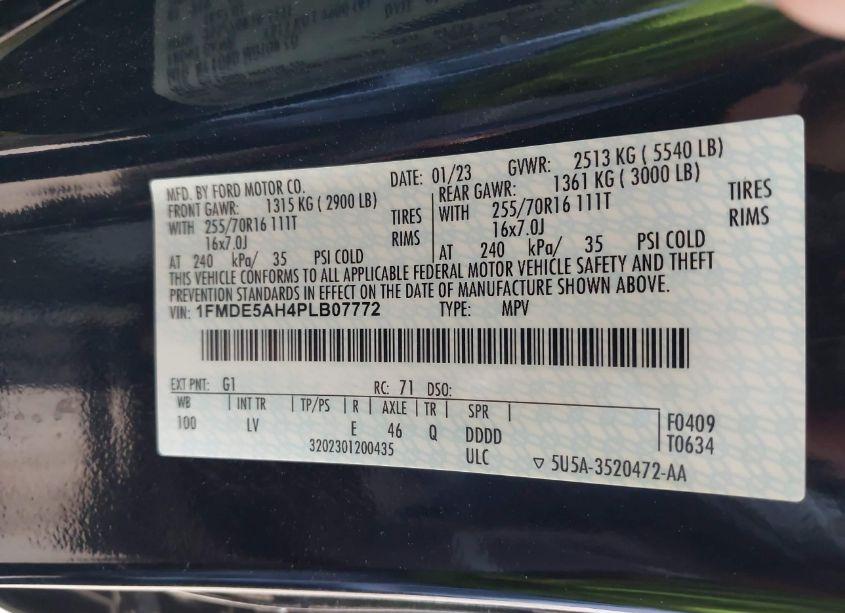 MFD. BY FORD MOTOR CO. DATE: 01/23 GVWR: 2513 KG ( 5540 LB)
FRONT GAWR: 1315 KG ( 2900 LB) REAR GAWR: 1361 KG ( 3000 LB)
WITH 255/70R16 111T TIRES WITH 255/70R16 111T TIRES
16x7.0J RIMS 16x7.0J RIMS
AT 240 kPa/ 35 PSI COLD AT 240 kPa/ 35 PSI COLD
THIS VEHICLE CONFORMS TO ALL APPLICABLE FEDERAL MOTOR VEHICLE SAFETY AND THEFT
PREVENTION STANDARDS IN EFFECT ON THE DATE OF MANUFACTURE SHOWN ABOVE.
VIN: 1FMDE5AH4PLB07772 TYPE: MPV
EXT PNT: G1 RC: 71 DSO:
WB INT TR TP/PS R AXLE TR SPR F0409
100 LV E 46 Q DDDD T0634
3202301200435 ULC ▽ 5U5A-3520472-AA